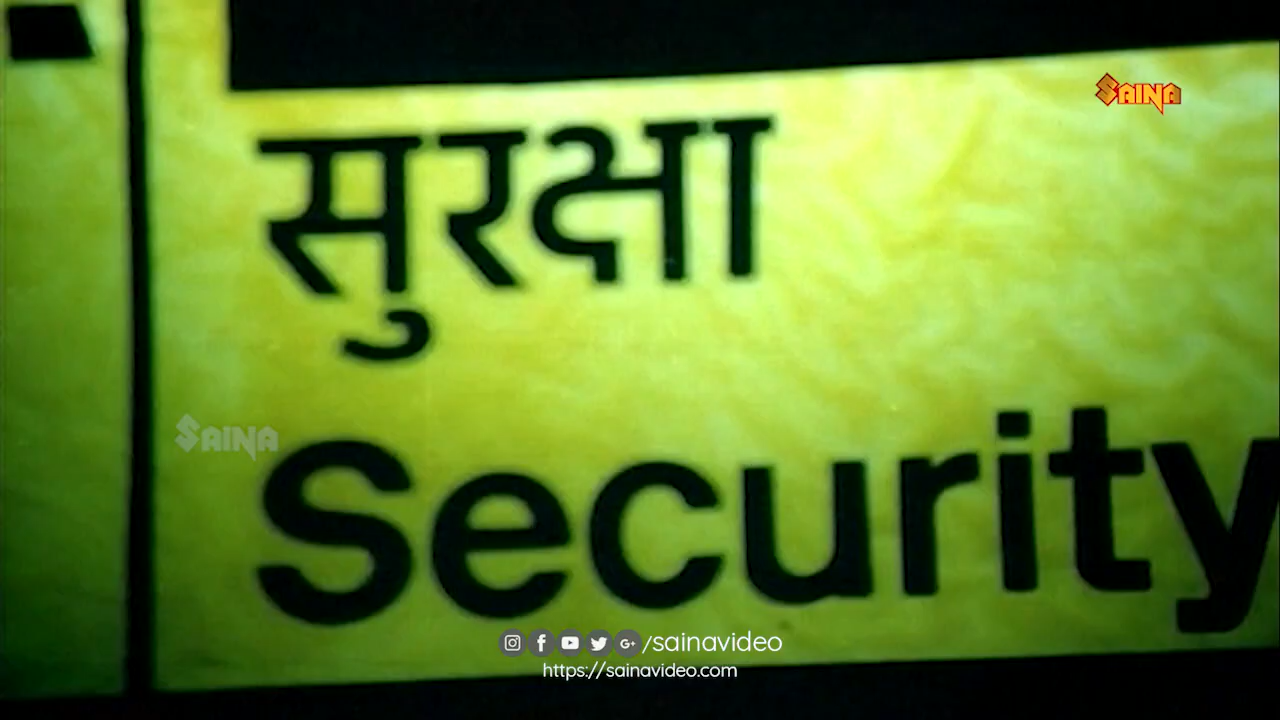 SAINA
सुरक्षा
SAINA
Security
/sainavideo
https://sainavideo.com